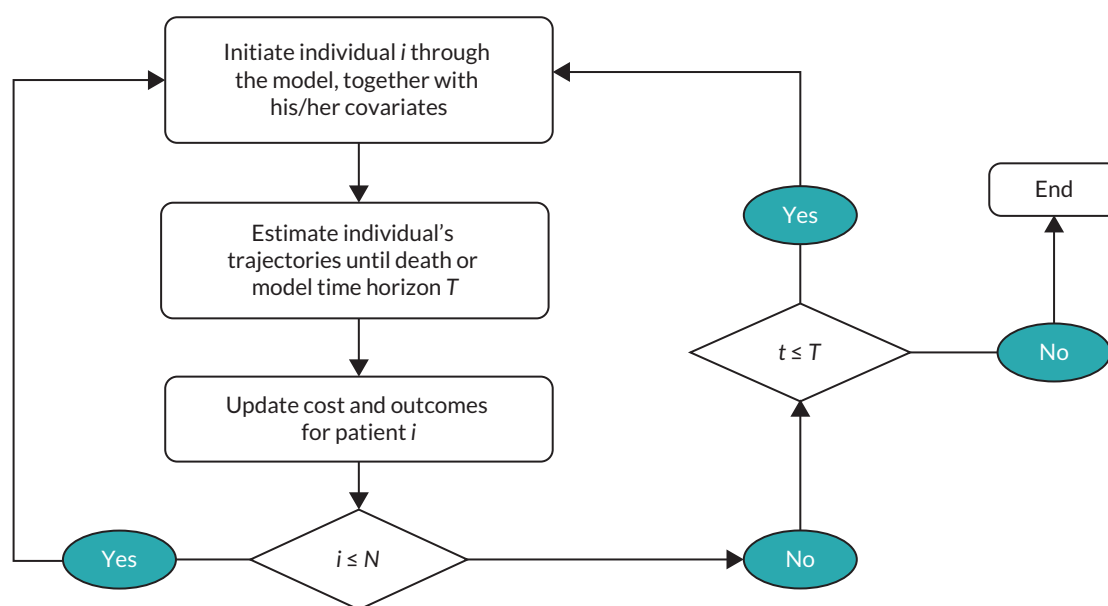 Initiate individual i through
the model, together with
his/her covariates
Estimate individual’s
trajectories until death or
model time horizon T
Update cost and outcomes
for patient i
i ≤ N
Yes
No
t ≤ T
Yes
No
End